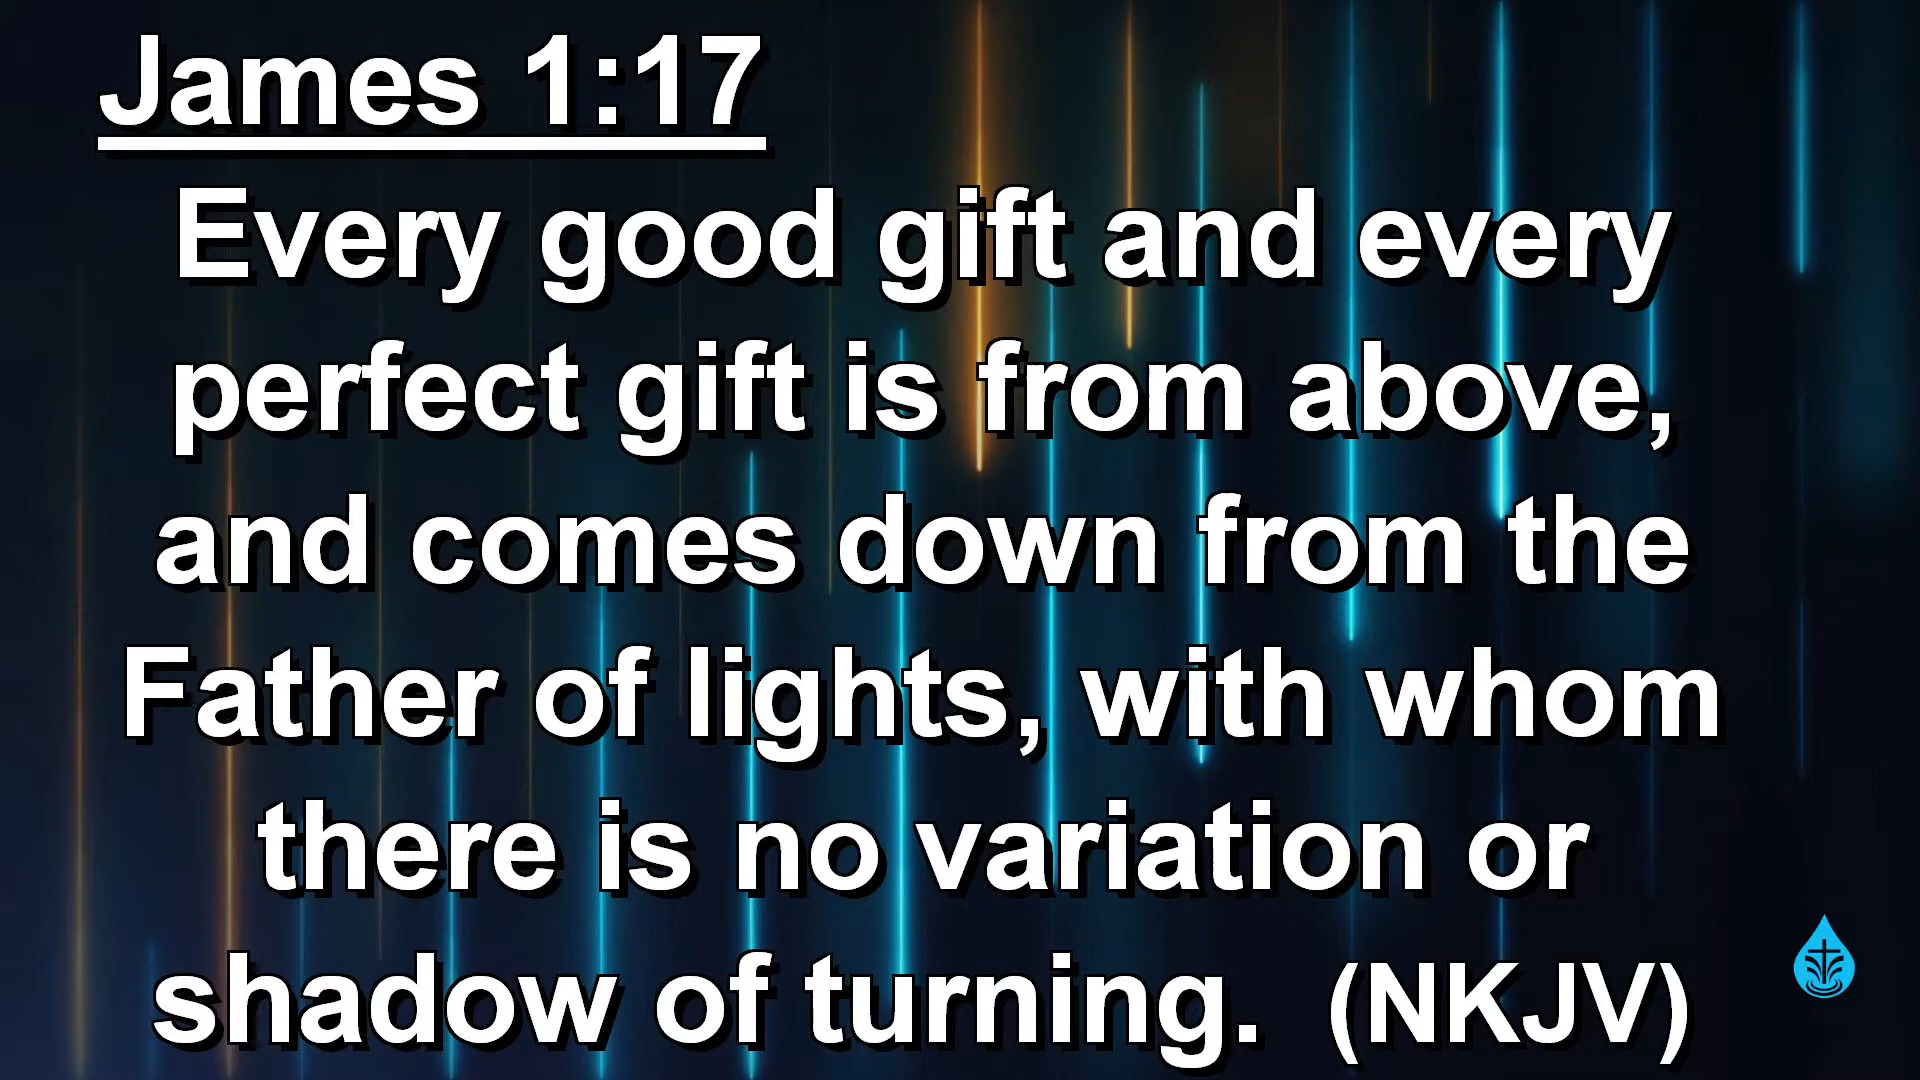 James 1:17
Every good gift and every
perfect gift is from above,
and comes down from the
Father of lights, with whom
there is no variation or
shadow of turning. (NKJV)